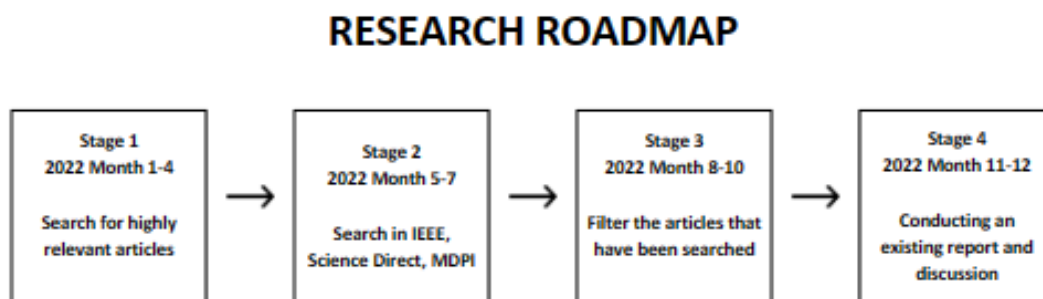 RESEARCH ROADMAP
Stage 1
2022 Month 1-4
Search for highly
relevant articles
Stage 2
2022 Month 5-7
Search in IEEE,
Science Direct, MDPI
Stage 3
2022 Month 8-10
Filter the articles that
have been searched
Stage 4
2022 Month 11-12
Conducting an
existing report and
discussion